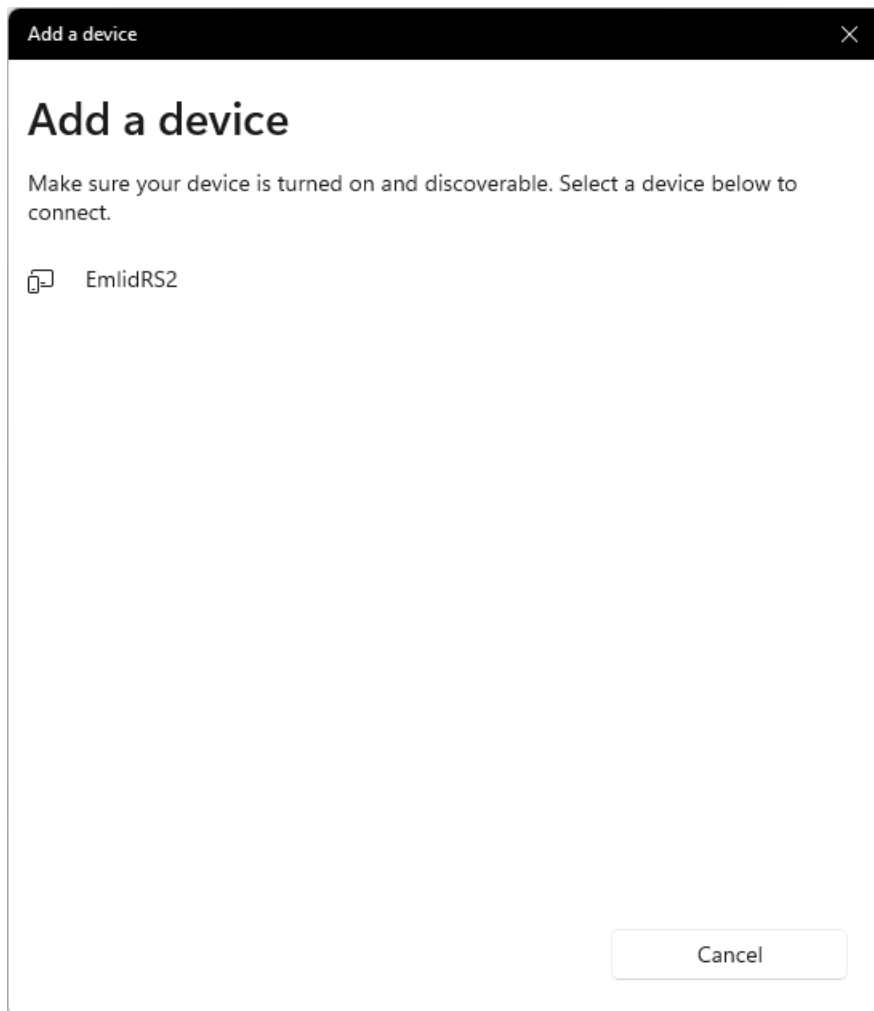 Add a device
Add a device
Make sure your device is turned on and discoverable. Select a device below to
connect.
EmlidRS2
Cancel